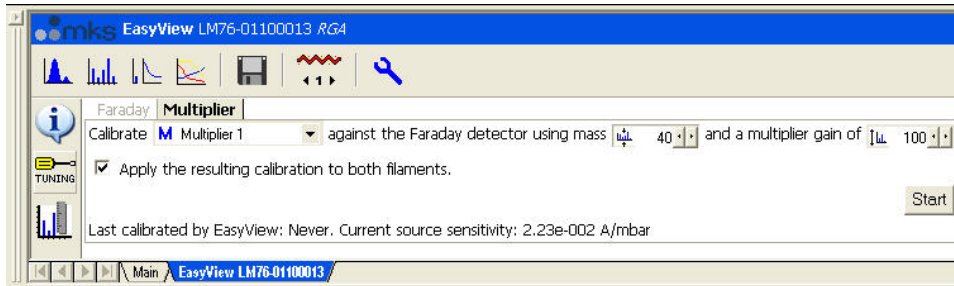 mks EasyView LM76-01100013 RGA
1
Faraday Multiplier
Calibrate M Multiplier 1 against the Faraday detector using mass 40 and a multiplier gain of 100
TUNING
Apply the resulting calibration to both filaments.
Start
Last calibrated by EasyView: Never. Current source sensitivity: 2.23e-002 A/mbar
Main EasyView LM76-01100013